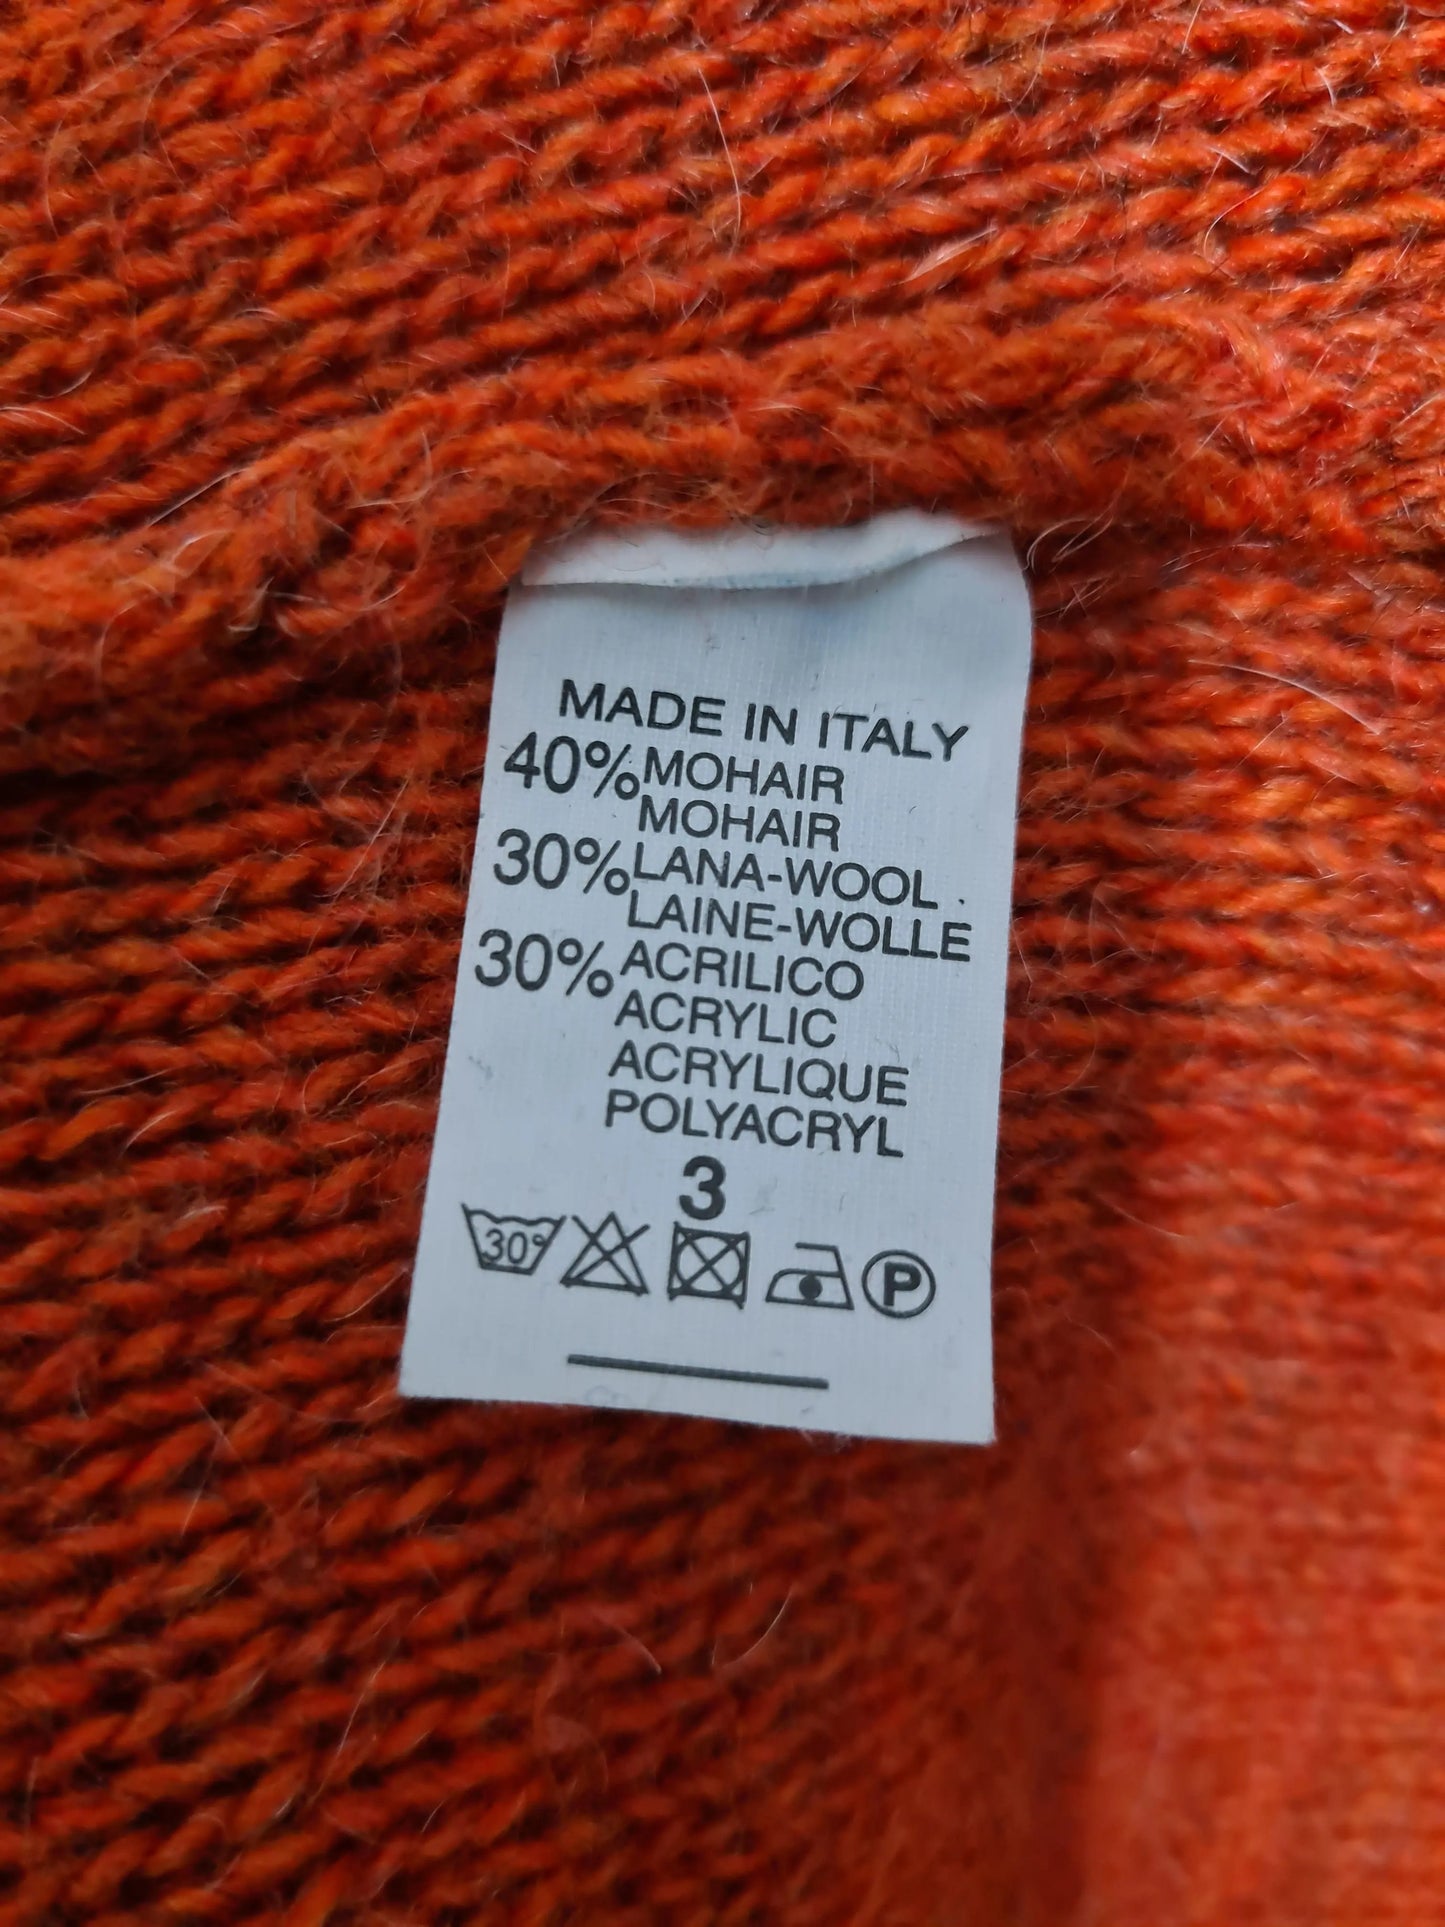 MADE IN ITALY
40% MOHAIR
MOHAIR
30% LANA-WOOL.
LAINE-WOLLE
30% ACRILICO
ACRYLIC
ACRYLIQUE
POLYACRYL
3
30° P